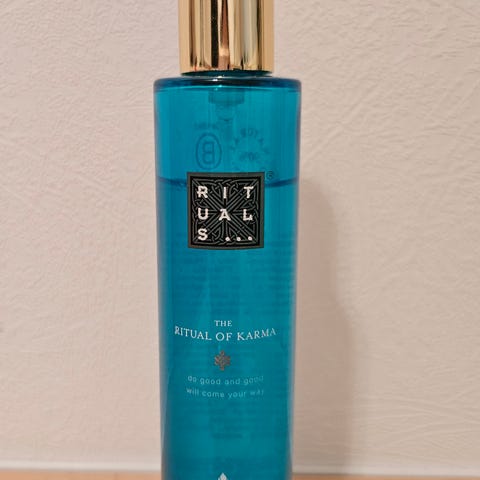 RIT
UAL
S...
®
THE
RITUAL OF KARMA
do good and good
will come your way